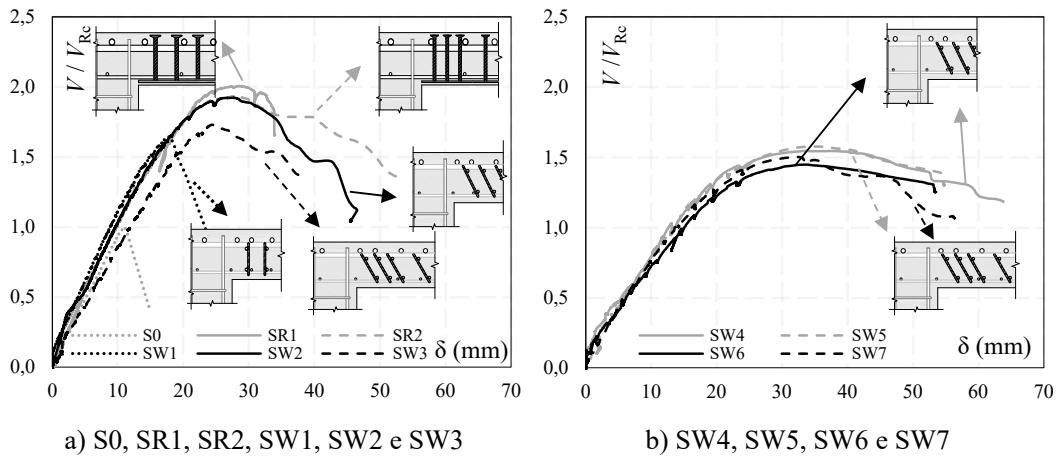 V / V_Rc
2,5
2,0
1,5
1,0
0,5
0,0
S0 SR1 SR2
SW1 SW2 SW3
δ (mm)
0 10 20 30 40 50 60 70
a) S0, SR1, SR2, SW1, SW2 e SW3
V / V_Rc
2,5
2,0
1,5
1,0
0,5
0,0
SW4 SW5
SW6 SW7
δ (mm)
0 10 20 30 40 50 60 70
b) SW4, SW5, SW6 e SW7